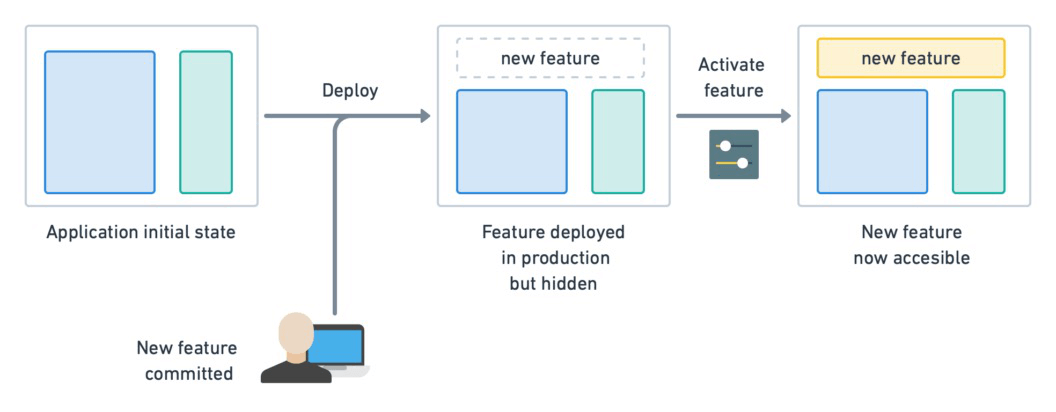 Deploy
new feature
Activate
feature
new feature
Application initial state
Feature deployed
in production
but hidden
New feature
now accesible
New feature
committed